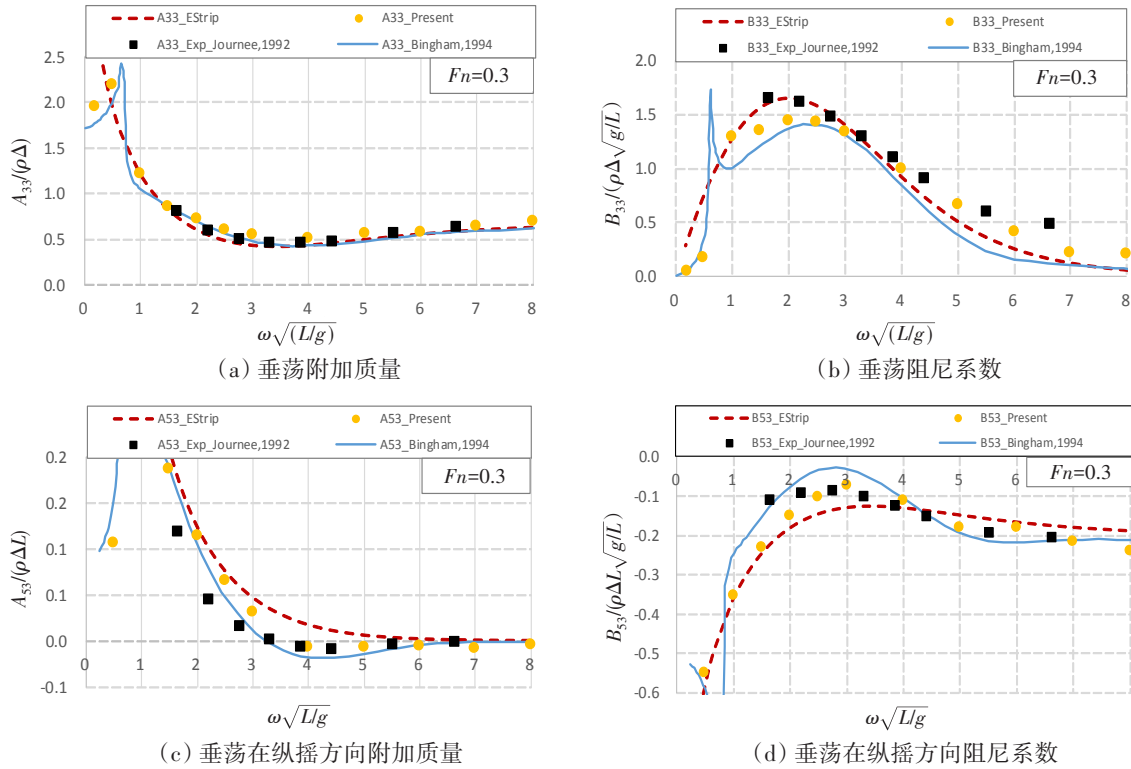 A33_EStrip
A33_Present
A33_Exp_Journee,1992
A33_Bingham,1994
Fn=0.3
2.5
2.0
1.5
1.0
0.5
0.0
A₃₃/(ρΔ)
0 1 2 3 4 5 6 7 8
ω√(L/g)
(a) 垂荡附加质量
B33_EStrip
B33_Present
B33_Exp_Journee,1992
B33_Bingham,1994
Fn=0.3
2.0
1.5
1.0
0.5
0.0
B₃₃/(ρΔ√g/L)
0 1 2 3 4 5 6 7 8
ω√(L/g)
(b) 垂荡阻尼系数
A53_EStrip
A53_Present
A53_Exp_Journee,1992
A53_Bingham,1994
Fn=0.3
0.2
0.2
0.1
0.1
0.0
-0.1
A₅₃/(ρΔL)
0 1 2 3 4 5 6 7 8
ω√L/g
(c) 垂荡在纵摇方向附加质量
B53_EStrip
B53_Present
B53_Exp_Journee,1992
B53_Bingham,1994
Fn=0.3
0.0
-0.1
-0.2
-0.3
-0.4
-0.5
-0.6
B₅₃/(ρΔL√g/L)
0 1 2 3 4 5 6 7 8
ω√L/g
(d) 垂荡在纵摇方向阻尼系数